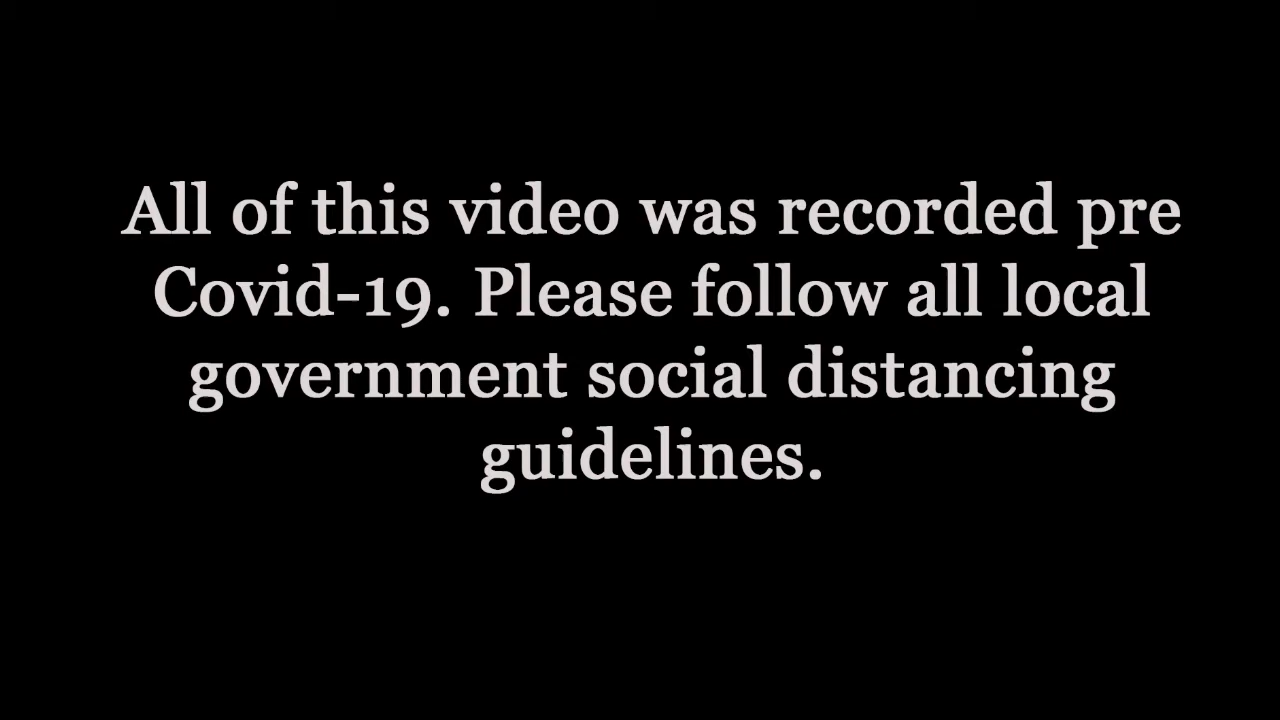 All of this video was recorded pre
Covid-19. Please follow all local
government social distancing
guidelines.